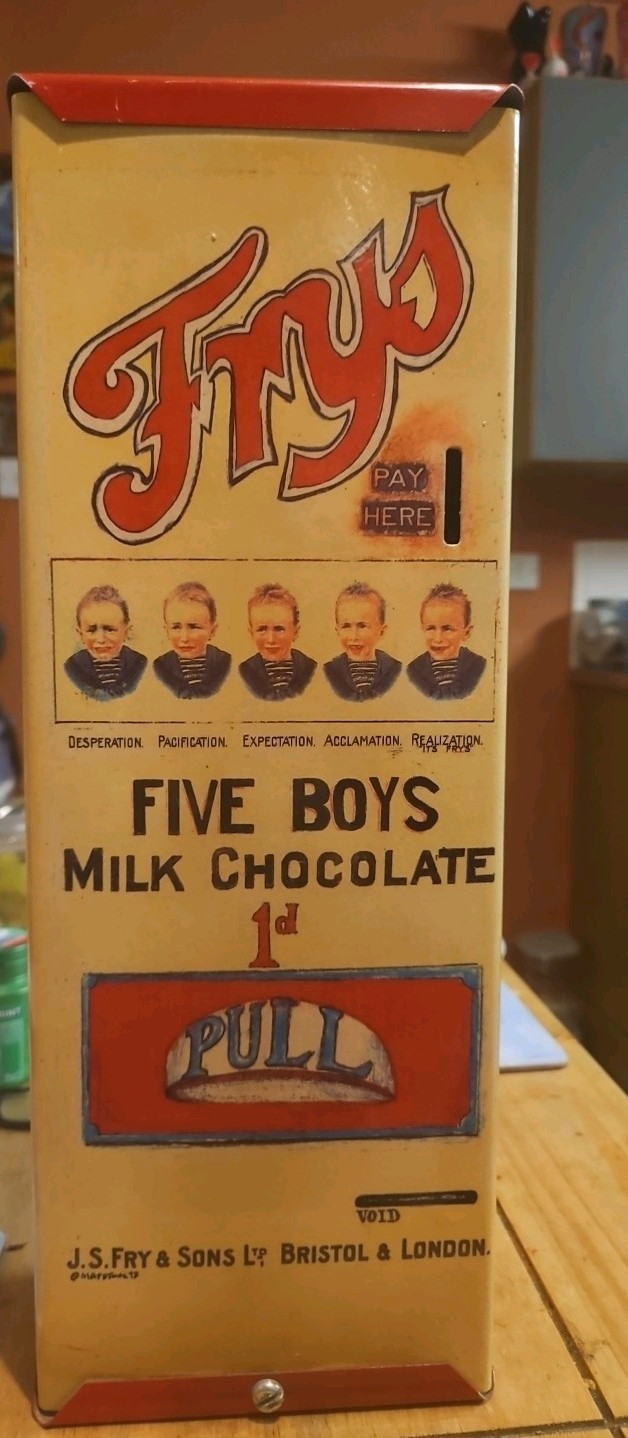 Frys
PAY
HERE
DESPERATION. PACIFICATION. EXPECTATION. ACCLAMATION. REALIZATION.
ITS FRYS
FIVE BOYS
MILK CHOCOLATE
1d
PULL
VOID
J.S.FRY & SONS LTD, BRISTOL & LONDON.